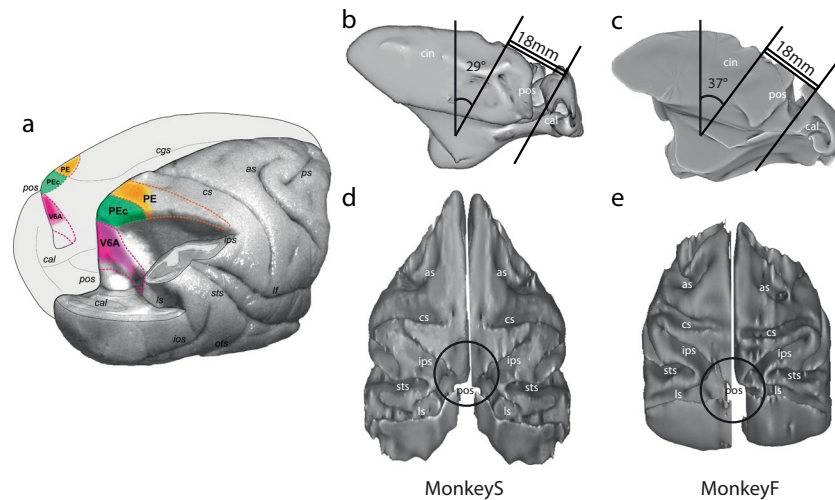 a
cgs
PE
PEc
pos
V6A
cal
pos
as
ps
cs
PE
PEc
V6A
ips
cal
ls
sts
lf
ios
ots
b
cin
29°
18mm
pos
cal
c
cin
37°
18mm
pos
cal
d
as
cs
ips
ips
sts
sts
pos
ls
ls
MonkeyS
e
as
as
cs
cs
ips
ips
sts
sts
ls
pos
ls
MonkeyF